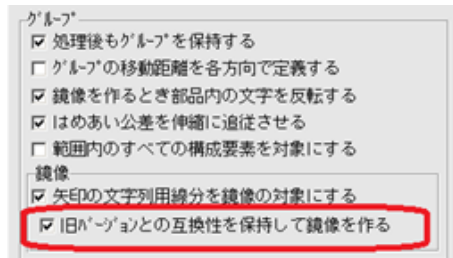 ｸﾞﾙｰﾌﾟ
処理後もｸﾞﾙｰﾌﾟを保持する
ｸﾞﾙｰﾌﾟの移動距離を各方向で定義する
鏡像を作るとき部品内の文字を反転する
はめあい公差を伸縮に追従させる
範囲内のすべての構成要素を対象にする
鏡像
矢印の文字列用線分を鏡像の対象にする
旧ﾊﾞｰｼﾞｮﾝとの互換性を保持して鏡像を作る